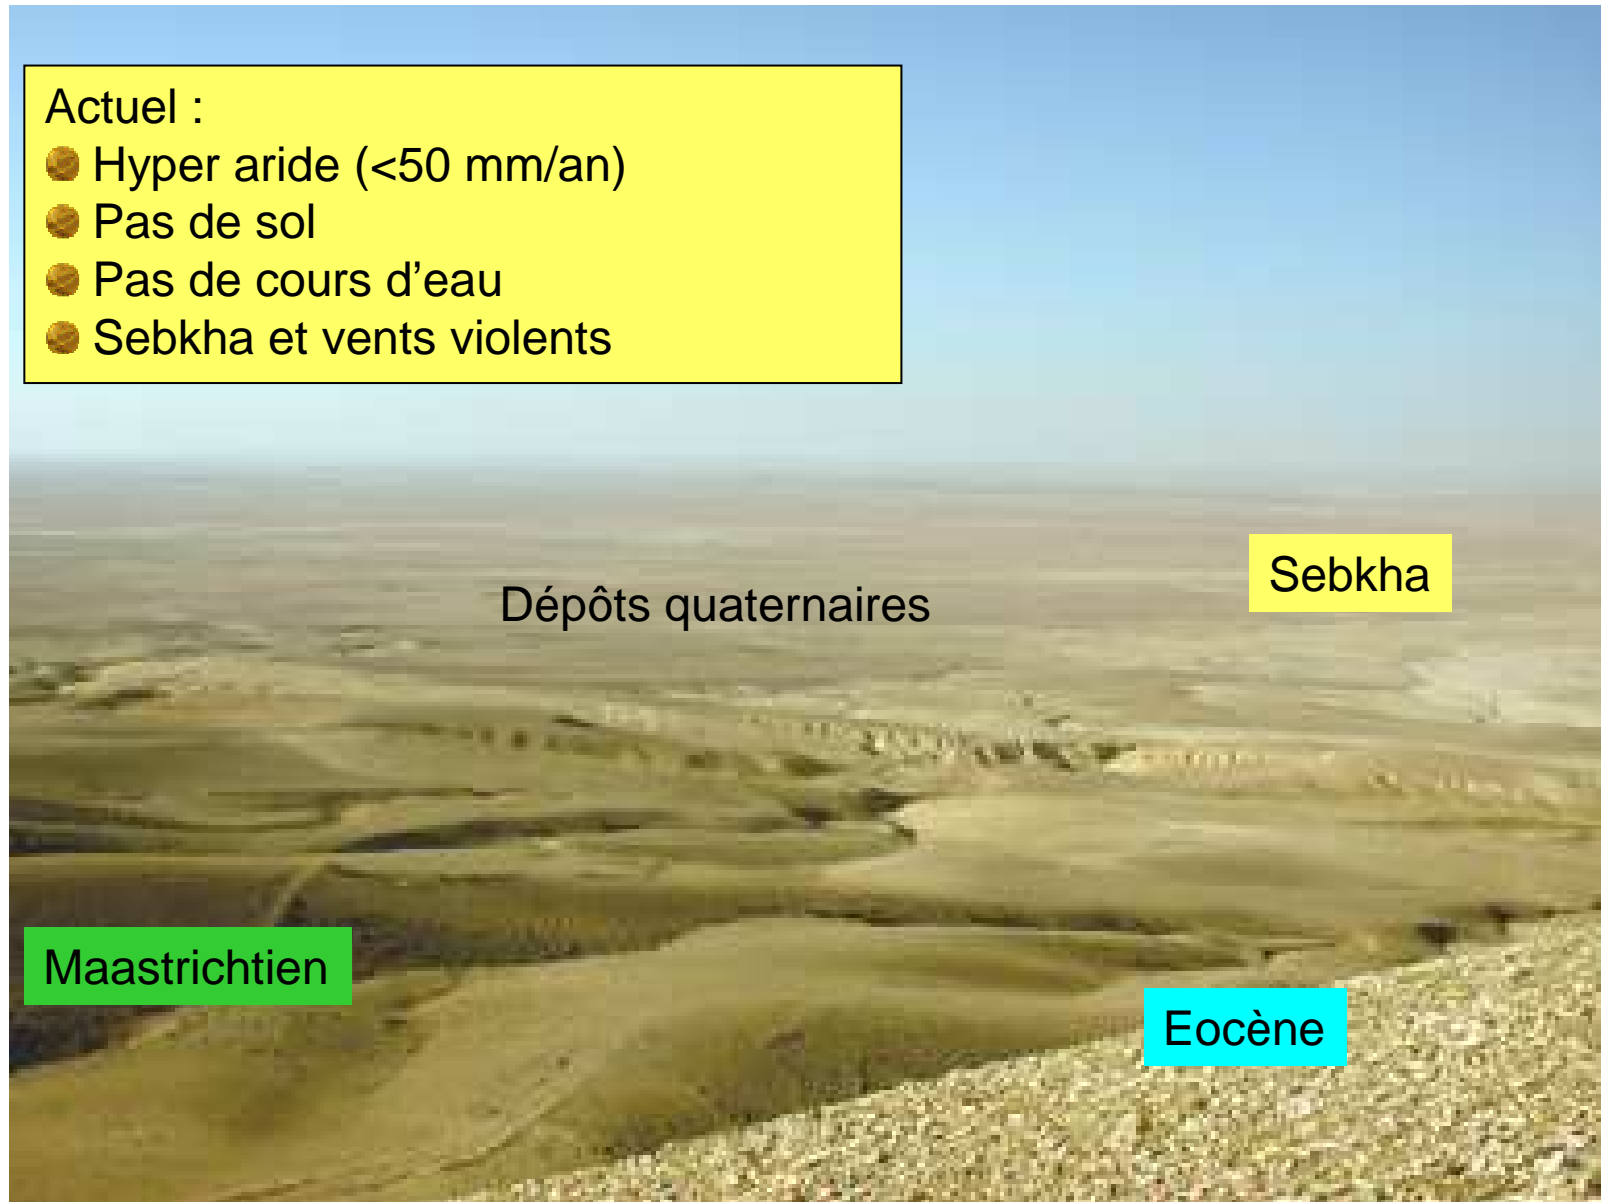 Actuel :
Hyper aride (<50 mm/an)
Pas de sol
Pas de cours d'eau
Sebkha et vents violents
Sebkha
Dépôts quaternaires
Maastrichtien
Eocène